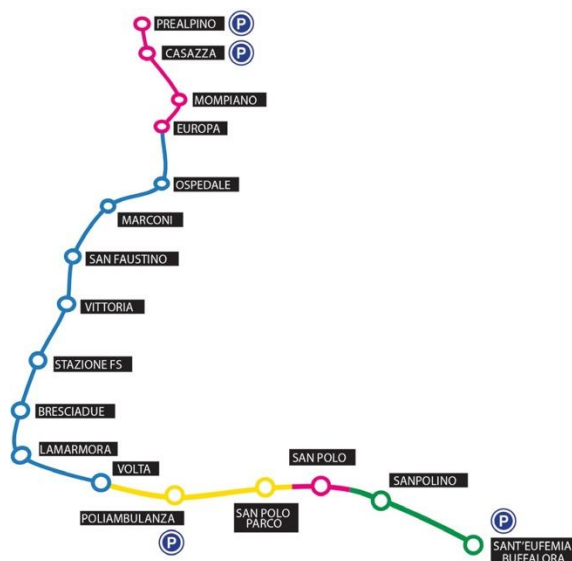 PREALPINO P
CASAZZA P
MOMPIANO
EUROPA
OSPEDALE
MARCONI
SAN FAUSTINO
VITTORIA
STAZIONE FS
BRESCIADUE
LAMARMORA
VOLTA
POLIAMBULANZA
P
SAN POLO
PARCO
SAN POLO
SANPOLINO
P
SANT'EUFEMIA
BUFFALORA